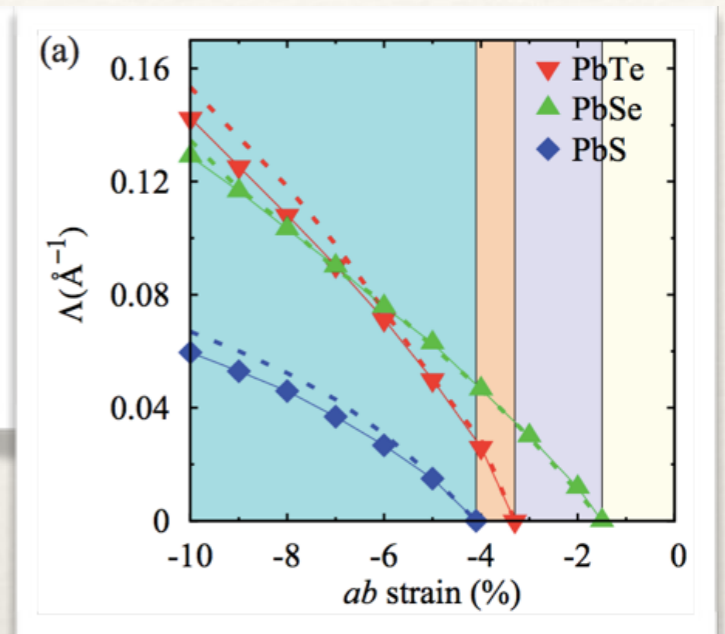 (a)
0.16
0.12
0.08
0.04
0
Λ(Å⁻¹)
PbTe
PbSe
PbS
-10 -8 -6 -4 -2 0
ab strain (%)